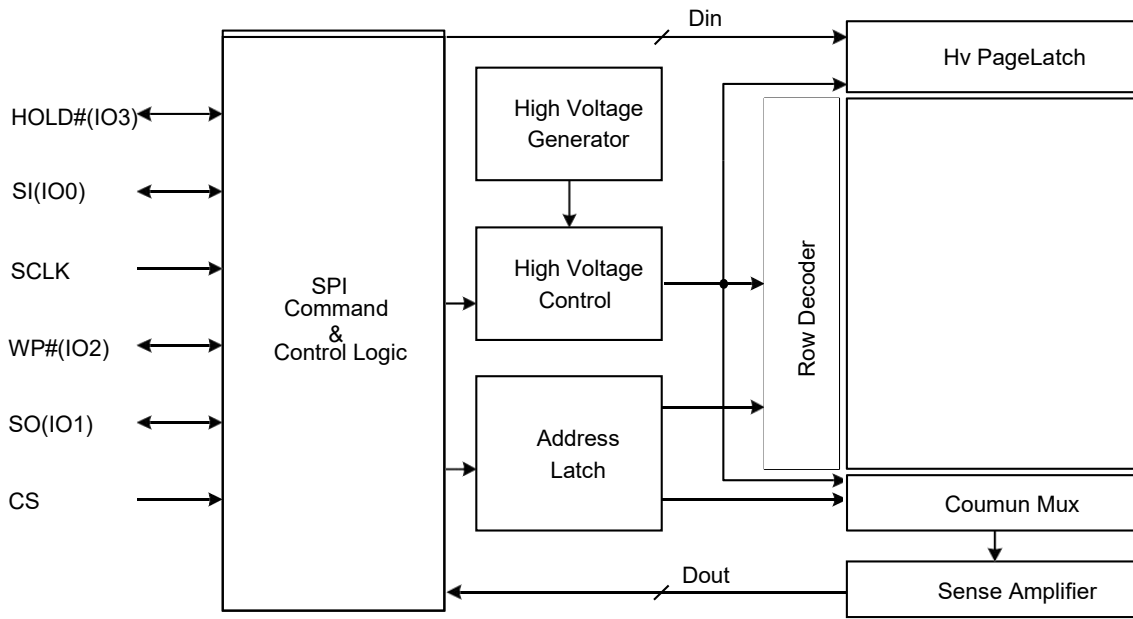 Din
Hv PageLatch
High Voltage
Generator
HOLD#(IO3)
SI(IO0)
SCLK
WP#(IO2)
SO(IO1)
CS
SPI
Command
&
Control Logic
High Voltage
Control
Row Decoder
Address
Latch
Coumun Mux
Dout
Sense Amplifier